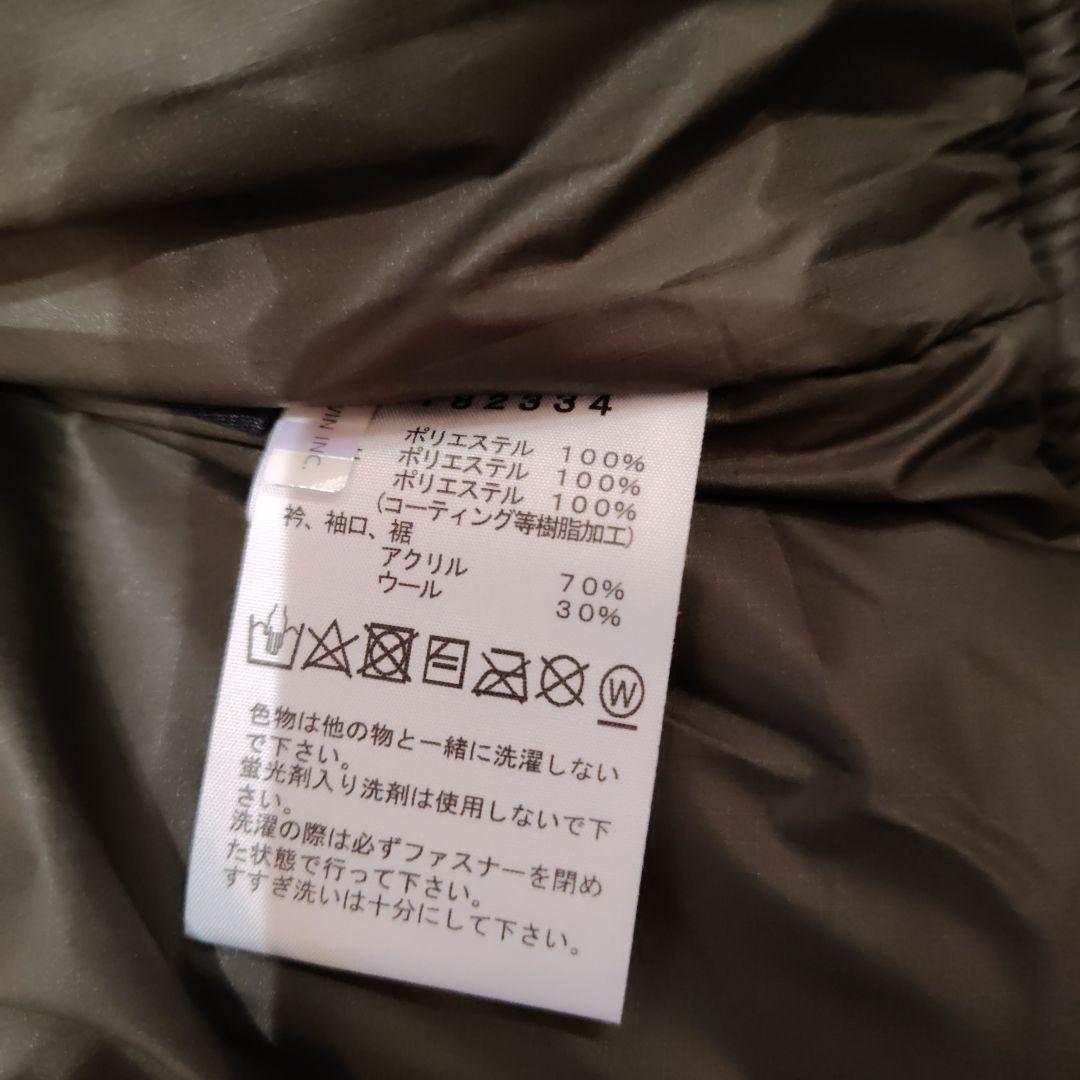 82334
VIN INC.
ポリエステル 100%
ポリエステル 100%
ポリエステル 100%
(コーティング等樹脂加工)
衿、袖口、裾
アクリル 70%
ウール 30%
W
色物は他の物と一緒に洗濯しない
で下さい。
蛍光剤入り洗剤は使用しないで下
さい。
洗濯の際は必ずファスナーを閉め
た状態で行って下さい。
すすぎ洗いは十分にして下さい。